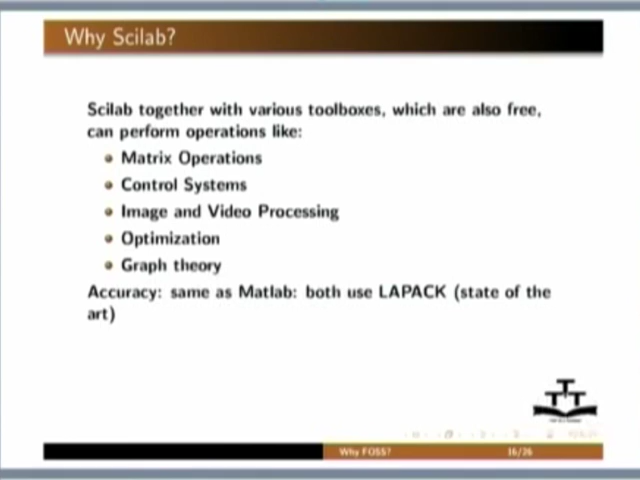 Why Scilab?
Scilab together with various toolboxes, which are also free,
can perform operations like:
Matrix Operations
Control Systems
Image and Video Processing
Optimization
Graph theory
Accuracy: same as Matlab: both use LAPACK (state of the
art)
TTT
Why FOSS?
16/26